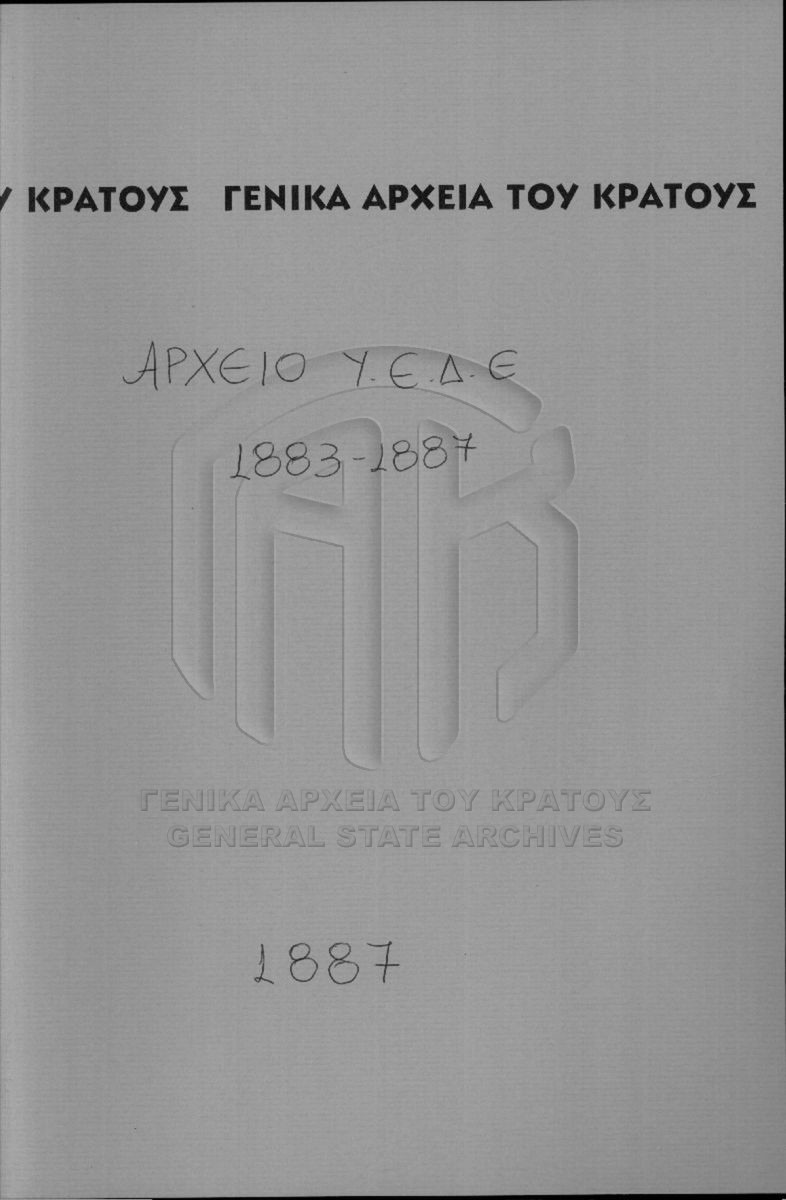 Υ ΚΡΑΤΟΥΣ ΓΕΝΙΚΑ ΑΡΧΕΙΑ ΤΟΥ ΚΡΑΤΟΥΣ
ΑΡΧΕΙΟ Υ.Ε.Δ.Ε
1883-1887
ΓΕΝΙΚΑ ΑΡΧΕΙΑ ΤΟΥ ΚΡΑΤΟΥΣ
GENERAL STATE ARCHIVES
1887